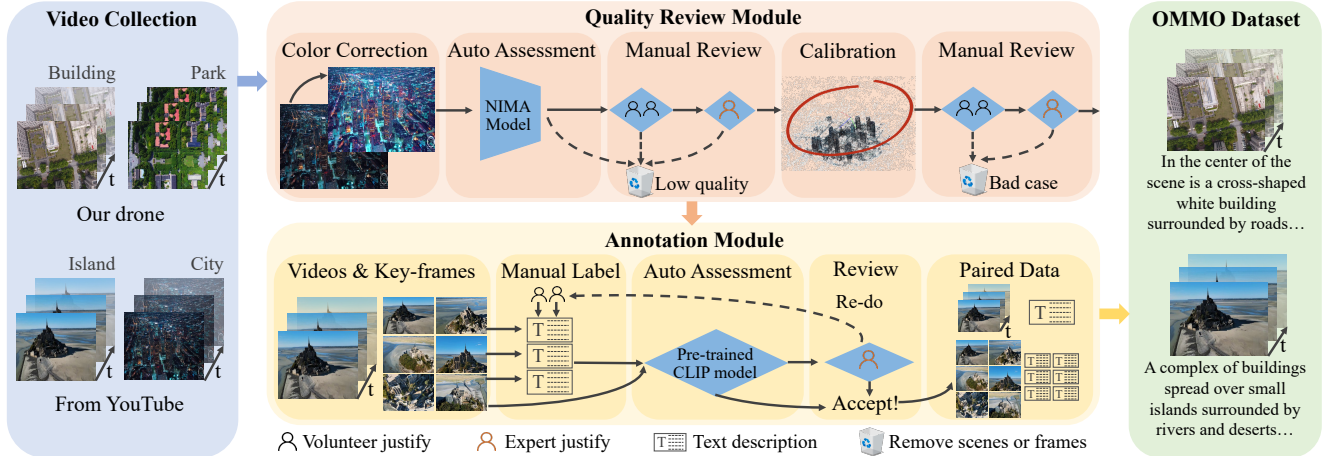 Video Collection
Building
Park
t
t
Our drone
Island
City
t
t
From YouTube
Quality Review Module
Color Correction
Auto Assessment
Manual Review
Calibration
Manual Review
NIMA
Model
Low quality
Bad case
Annotation Module
Videos & Key-frames
Manual Label
Auto Assessment
Review
Paired Data
Re-do
t
T
T
T
Pre-trained
CLIP model
Accept!
t
T
T
T
T
T
T
T
Volunteer justify
Expert justify
T
Text description
Remove scenes or frames
OMMO Dataset
t
In the center of the
scene is a cross-shaped
white building
surrounded by roads…
t
A complex of buildings
spread over small
islands surrounded by
rivers and deserts…